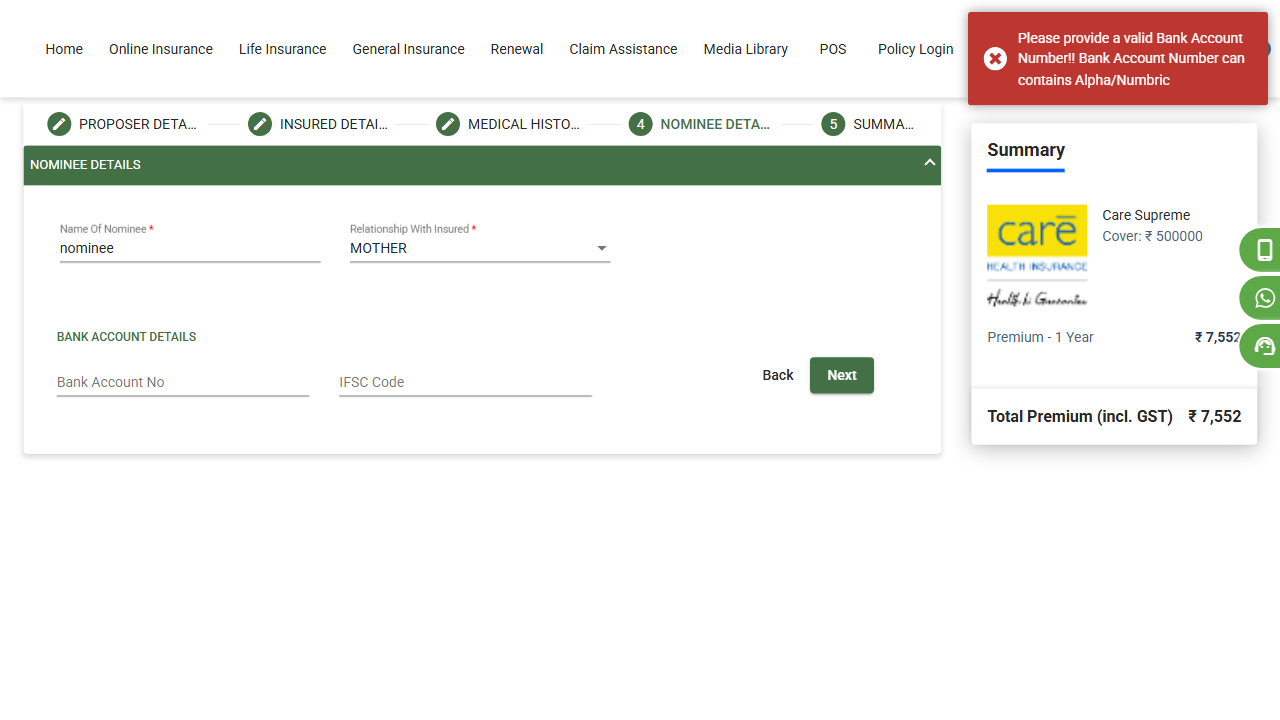 Home
Online Insurance
Life Insurance
General Insurance
Renewal
Claim Assistance
Media Library
POS
Policy Login
Please provide a valid Bank Account
Number!! Bank Account Number can
contains Alpha/Numbric
PROPOSER DETA...
INSURED DETAI...
MEDICAL HISTO...
4 NOMINEE DETA...
5 SUMMA...
NOMINEE DETAILS
Name Of Nominee *
nominee
Relationship With Insured *
MOTHER
BANK ACCOUNT DETAILS
Bank Account No
IFSC Code
Back
Next
Summary
care
HEALTH INSURANCE
Care Supreme
Cover: ₹ 500000
Premium - 1 Year
₹ 7,552
Total Premium (incl. GST)
₹ 7,552